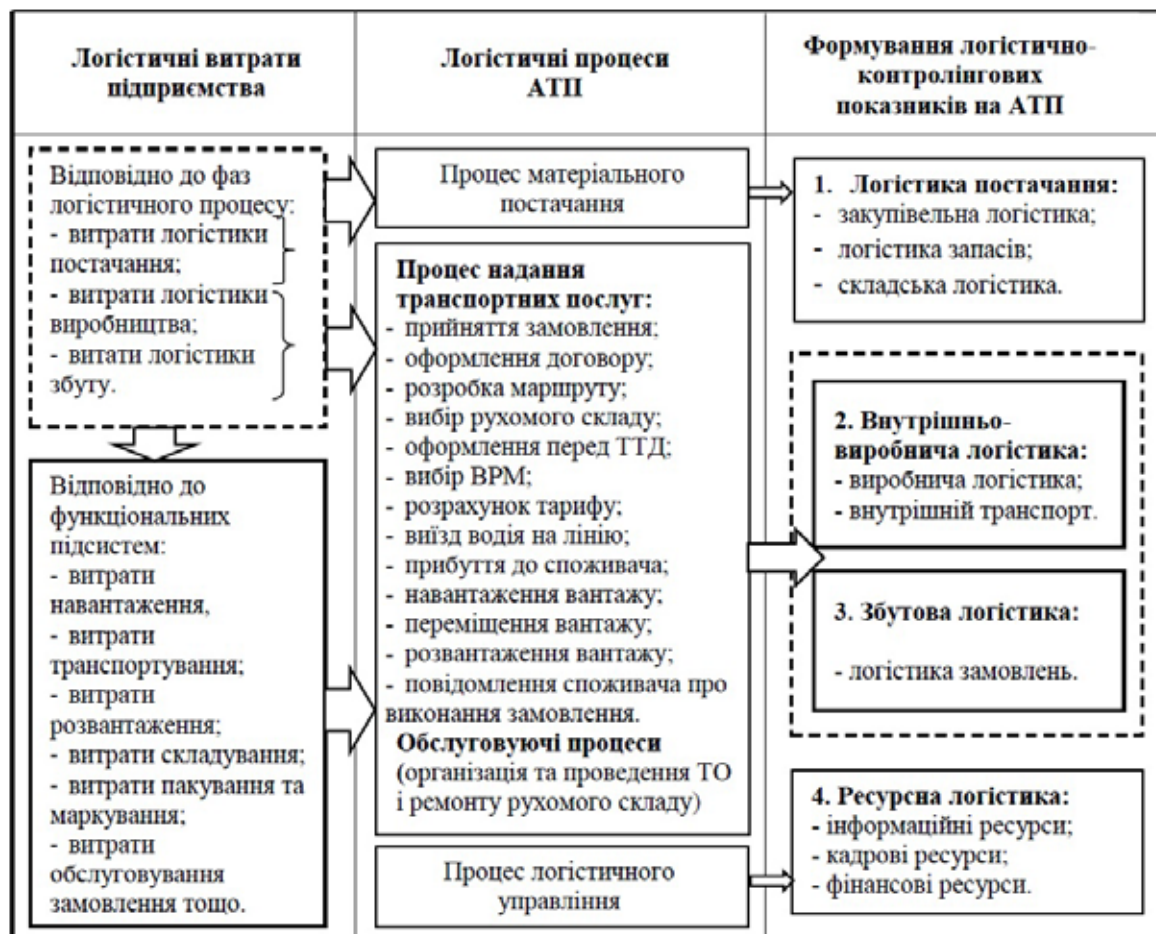 Логістичні витрати
підприємства
Логістичні процеси
АТП
Формування логістично-
контролінгових
показників на АТП
Відповідно до фаз
логістичного процесу:
- витрати логістики
постачання;
- витрати логістики
виробництва;
- витати логістики
збуту.
Відповідно до
функціональних
підсистем:
- витрати
навантаження,
- витрати
транспортування;
- витрати
розвантаження;
- витрати складування;
- витрати пакування та
маркування;
- витрати
обслуговування
замовлення тощо.
Процес матеріального
постачання
Процес надання
транспортних послуг:
- прийняття замовлення;
- оформлення договору;
- розробка маршруту;
- вибір рухомого складу;
- оформлення перед ТТД;
- вибір ВРМ;
- розрахунок тарифу;
- виїзд водія на лінію;
- прибуття до споживача;
- навантаження вантажу;
- переміщення вантажу;
- розвантаження вантажу;
- повідомлення споживача про
виконання замовлення.
Обслуговуючі процеси
(організація та проведення ТО
і ремонту рухомого складу)
Процес логістичного
управління
1. Логістика постачання:
- закупівельна логістика;
- логістика запасів;
- складська логістика.
2. Внутрішньо-
виробнича логістика:
- виробнича логістика;
- внутрішній транспорт.
3. Збутова логістика:
- логістика замовлень.
4. Ресурсна логістика:
- інформаційні ресурси;
- кадрові ресурси;
- фінансові ресурси.